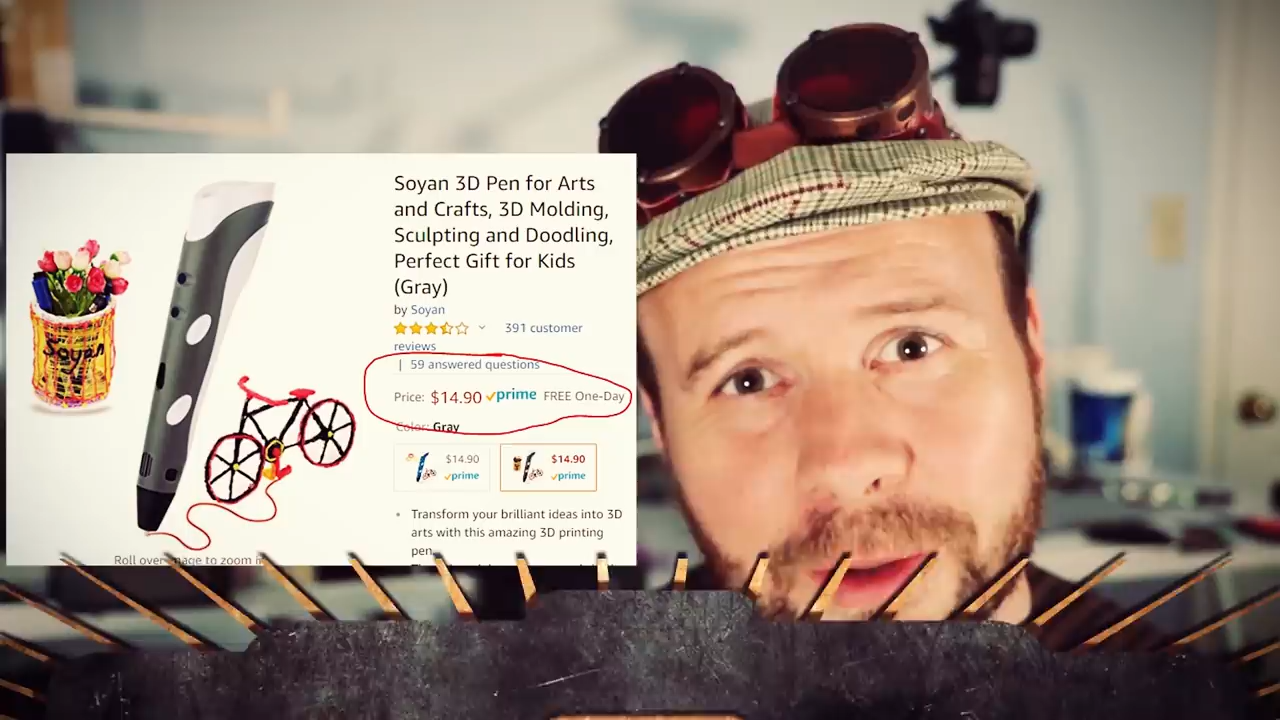 Soyan 3D Pen for Arts
and Crafts, 3D Molding,
Sculpting and Doodling,
Perfect Gift for Kids
(Gray)
by Soyan
391 customer
reviews
| 59 answered questions
Price: $14.90 prime FREE One-Day
Color: Gray
$14.90
prime
$14.90
prime
• Transform your brilliant ideas into 3D
arts with this amazing 3D printing
pen
Soyan
Roll over image to zoom in